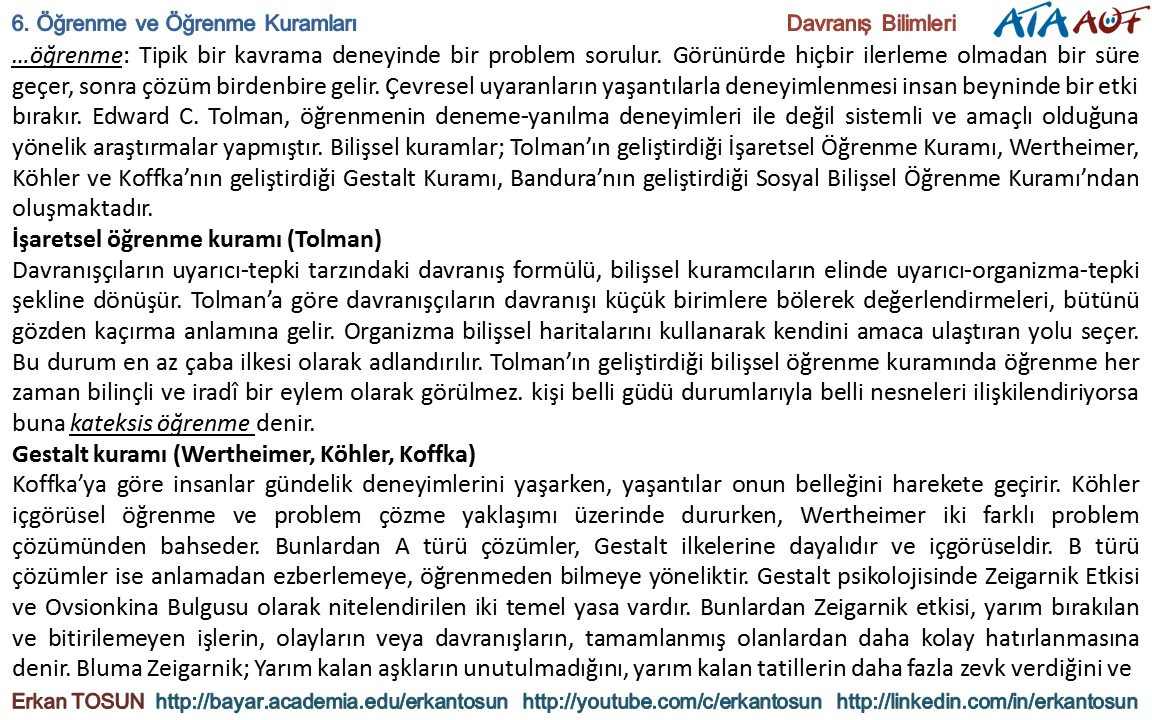 6. Öğrenme ve Öğrenme Kuramları Davranış Bilimleri ATA AÖF
...öğrenme: Tipik bir kavrama deneyinde bir problem sorulur. Görünürde hiçbir ilerleme olmadan bir süre
geçer, sonra çözüm birdenbire gelir. Çevresel uyaranların yaşantılarla deneyimlenmesi insan beyninde bir etki
bırakır. Edward C. Tolman, öğrenmenin deneme-yanılma deneyimleri ile değil sistemli ve amaçlı olduğuna
yönelik araştırmalar yapmıştır. Bilişsel kuramlar; Tolman’ın geliştirdiği İşaretsel Öğrenme Kuramı, Wertheimer,
Köhler ve Koffka’nın geliştirdiği Gestalt Kuramı, Bandura’nın geliştirdiği Sosyal Bilişsel Öğrenme Kuramı’ndan
oluşmaktadır.
İşaretsel öğrenme kuramı (Tolman)
Davranışçıların uyarıcı-tepki tarzındaki davranış formülü, bilişsel kuramcıların elinde uyarıcı-organizma-tepki
şekline dönüşür. Tolman’a göre davranışçıların davranışı küçük birimlere bölerek değerlendirmeleri, bütünü
gözden kaçırma anlamına gelir. Organizma bilişsel haritalarını kullanarak kendini amaca ulaştıran yolu seçer.
Bu durum en az çaba ilkesi olarak adlandırılır. Tolman’ın geliştirdiği bilişsel öğrenme kuramında öğrenme her
zaman bilinçli ve iradî bir eylem olarak görülmez. kişi belli güdü durumlarıyla belli nesneleri ilişkilendiriyorsa
buna kateksis öğrenme denir.
Gestalt kuramı (Wertheimer, Köhler, Koffka)
Koffka’ya göre insanlar gündelik deneyimlerini yaşarken, yaşantılar onun belleğini harekete geçirir. Köhler
içgörüsel öğrenme ve problem çözme yaklaşımı üzerinde dururken, Wertheimer iki farklı problem
çözümünden bahseder. Bunlardan A türü çözümler, Gestalt ilkelerine dayalıdır ve içgörüseldir. B türü
çözümler ise anlamadan ezberlemeye, öğrenmeden bilmeye yöneliktir. Gestalt psikolojisinde Zeigarnik Etkisi
ve Ovsionkina Bulgusu olarak nitelendirilen iki temel yasa vardır. Bunlardan Zeigarnik etkisi, yarım bırakılan
ve bitirilemeyen işlerin, olayların veya davranışların, tamamlanmış olanlardan daha kolay hatırlanmasına
denir. Bluma Zeigarnik; Yarım kalan aşkların unutulmadığını, yarım kalan tatillerin daha fazla zevk verdiğini ve
Erkan TOSUN http://bayar.academia.edu/erkantosun http://youtube.com/c/erkantosun http://linkedin.com/in/erkantosun